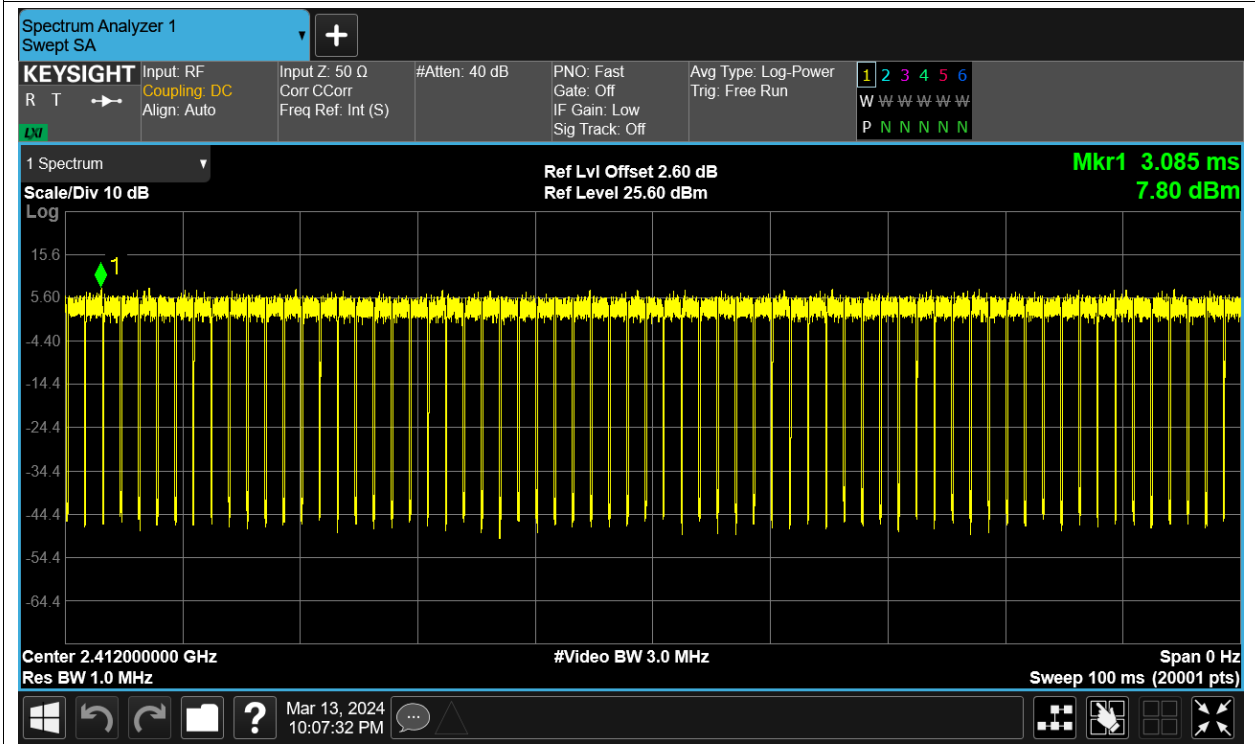 Spectrum Analyzer 1
Swept SA
+
KEYSIGHT
R T
LXI
Input: RF
Coupling: DC
Align: Auto
Input Z: 50 Ω
Corr CCorr
Freq Ref: Int (S)
#Atten: 40 dB
PNO: Fast
Gate: Off
IF Gain: Low
Sig Track: Off
Avg Type: Log-Power
Trig: Free Run
1 2 3 4 5 6
W W W W W W
P N N N N N
1 Spectrum
Scale/Div 10 dB
Log
Ref Lvl Offset 2.60 dB
Ref Level 25.60 dBm
Mkr1 3.085 ms
7.80 dBm
1
15.6
5.60
-4.40
-14.4
-24.4
-34.4
-44.4
-54.4
-64.4
Center 2.412000000 GHz
Res BW 1.0 MHz
#Video BW 3.0 MHz
Span 0 Hz
Sweep 100 ms (20001 pts)
?
Mar 13, 2024
10:07:32 PM